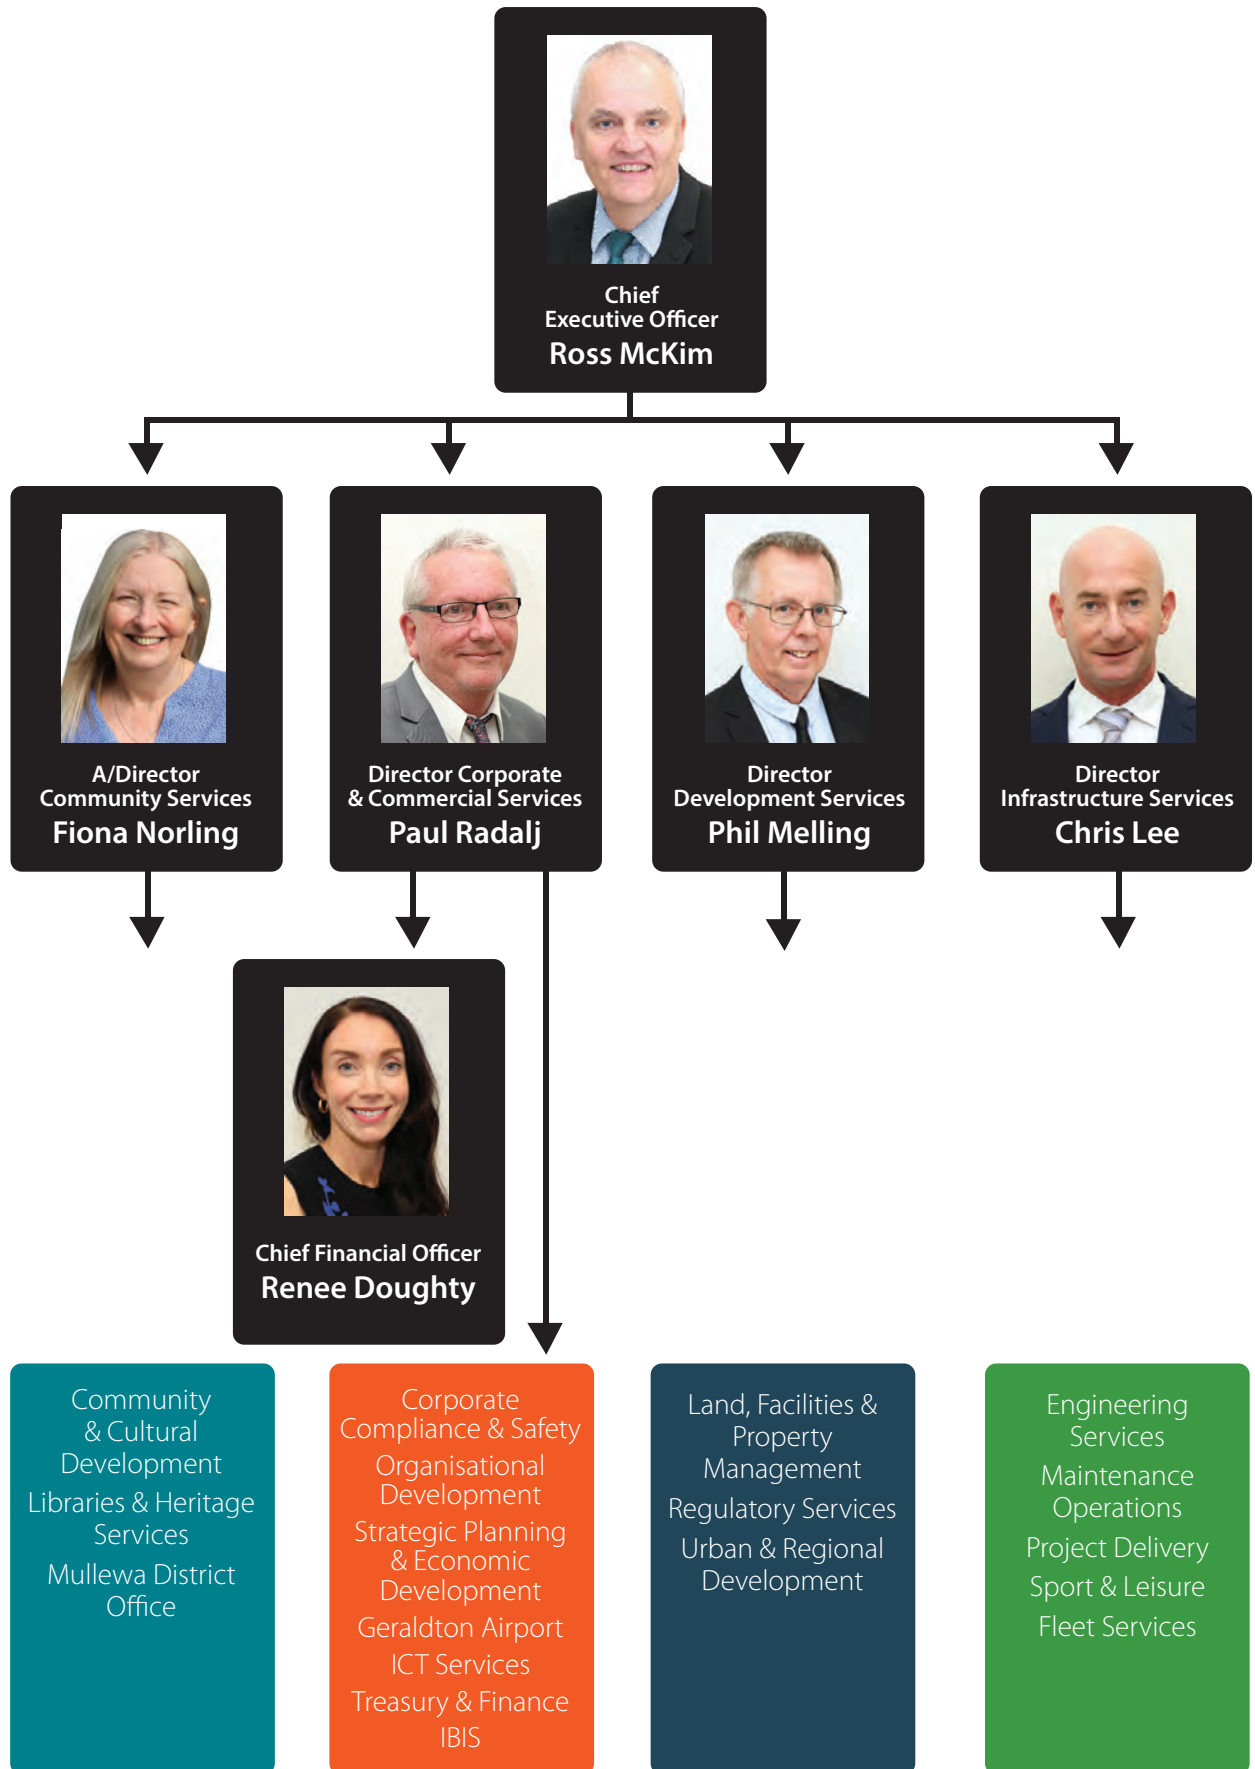 Chief
Executive Officer
Ross McKim
A/Director
Community Services
Fiona Norling
Director Corporate
& Commercial Services
Paul Radalj
Director
Development Services
Phil Melling
Director
Infrastructure Services
Chris Lee
Chief Financial Officer
Renee Doughty
Community
& Cultural
Development
Libraries & Heritage
Services
Mullewa District
Office
Corporate
Compliance & Safety
Organisational
Development
Strategic Planning
& Economic
Development
Geraldton Airport
ICT Services
Treasury & Finance
IBIS
Land, Facilities &
Property
Management
Regulatory Services
Urban & Regional
Development
Engineering
Services
Maintenance
Operations
Project Delivery
Sport & Leisure
Fleet Services